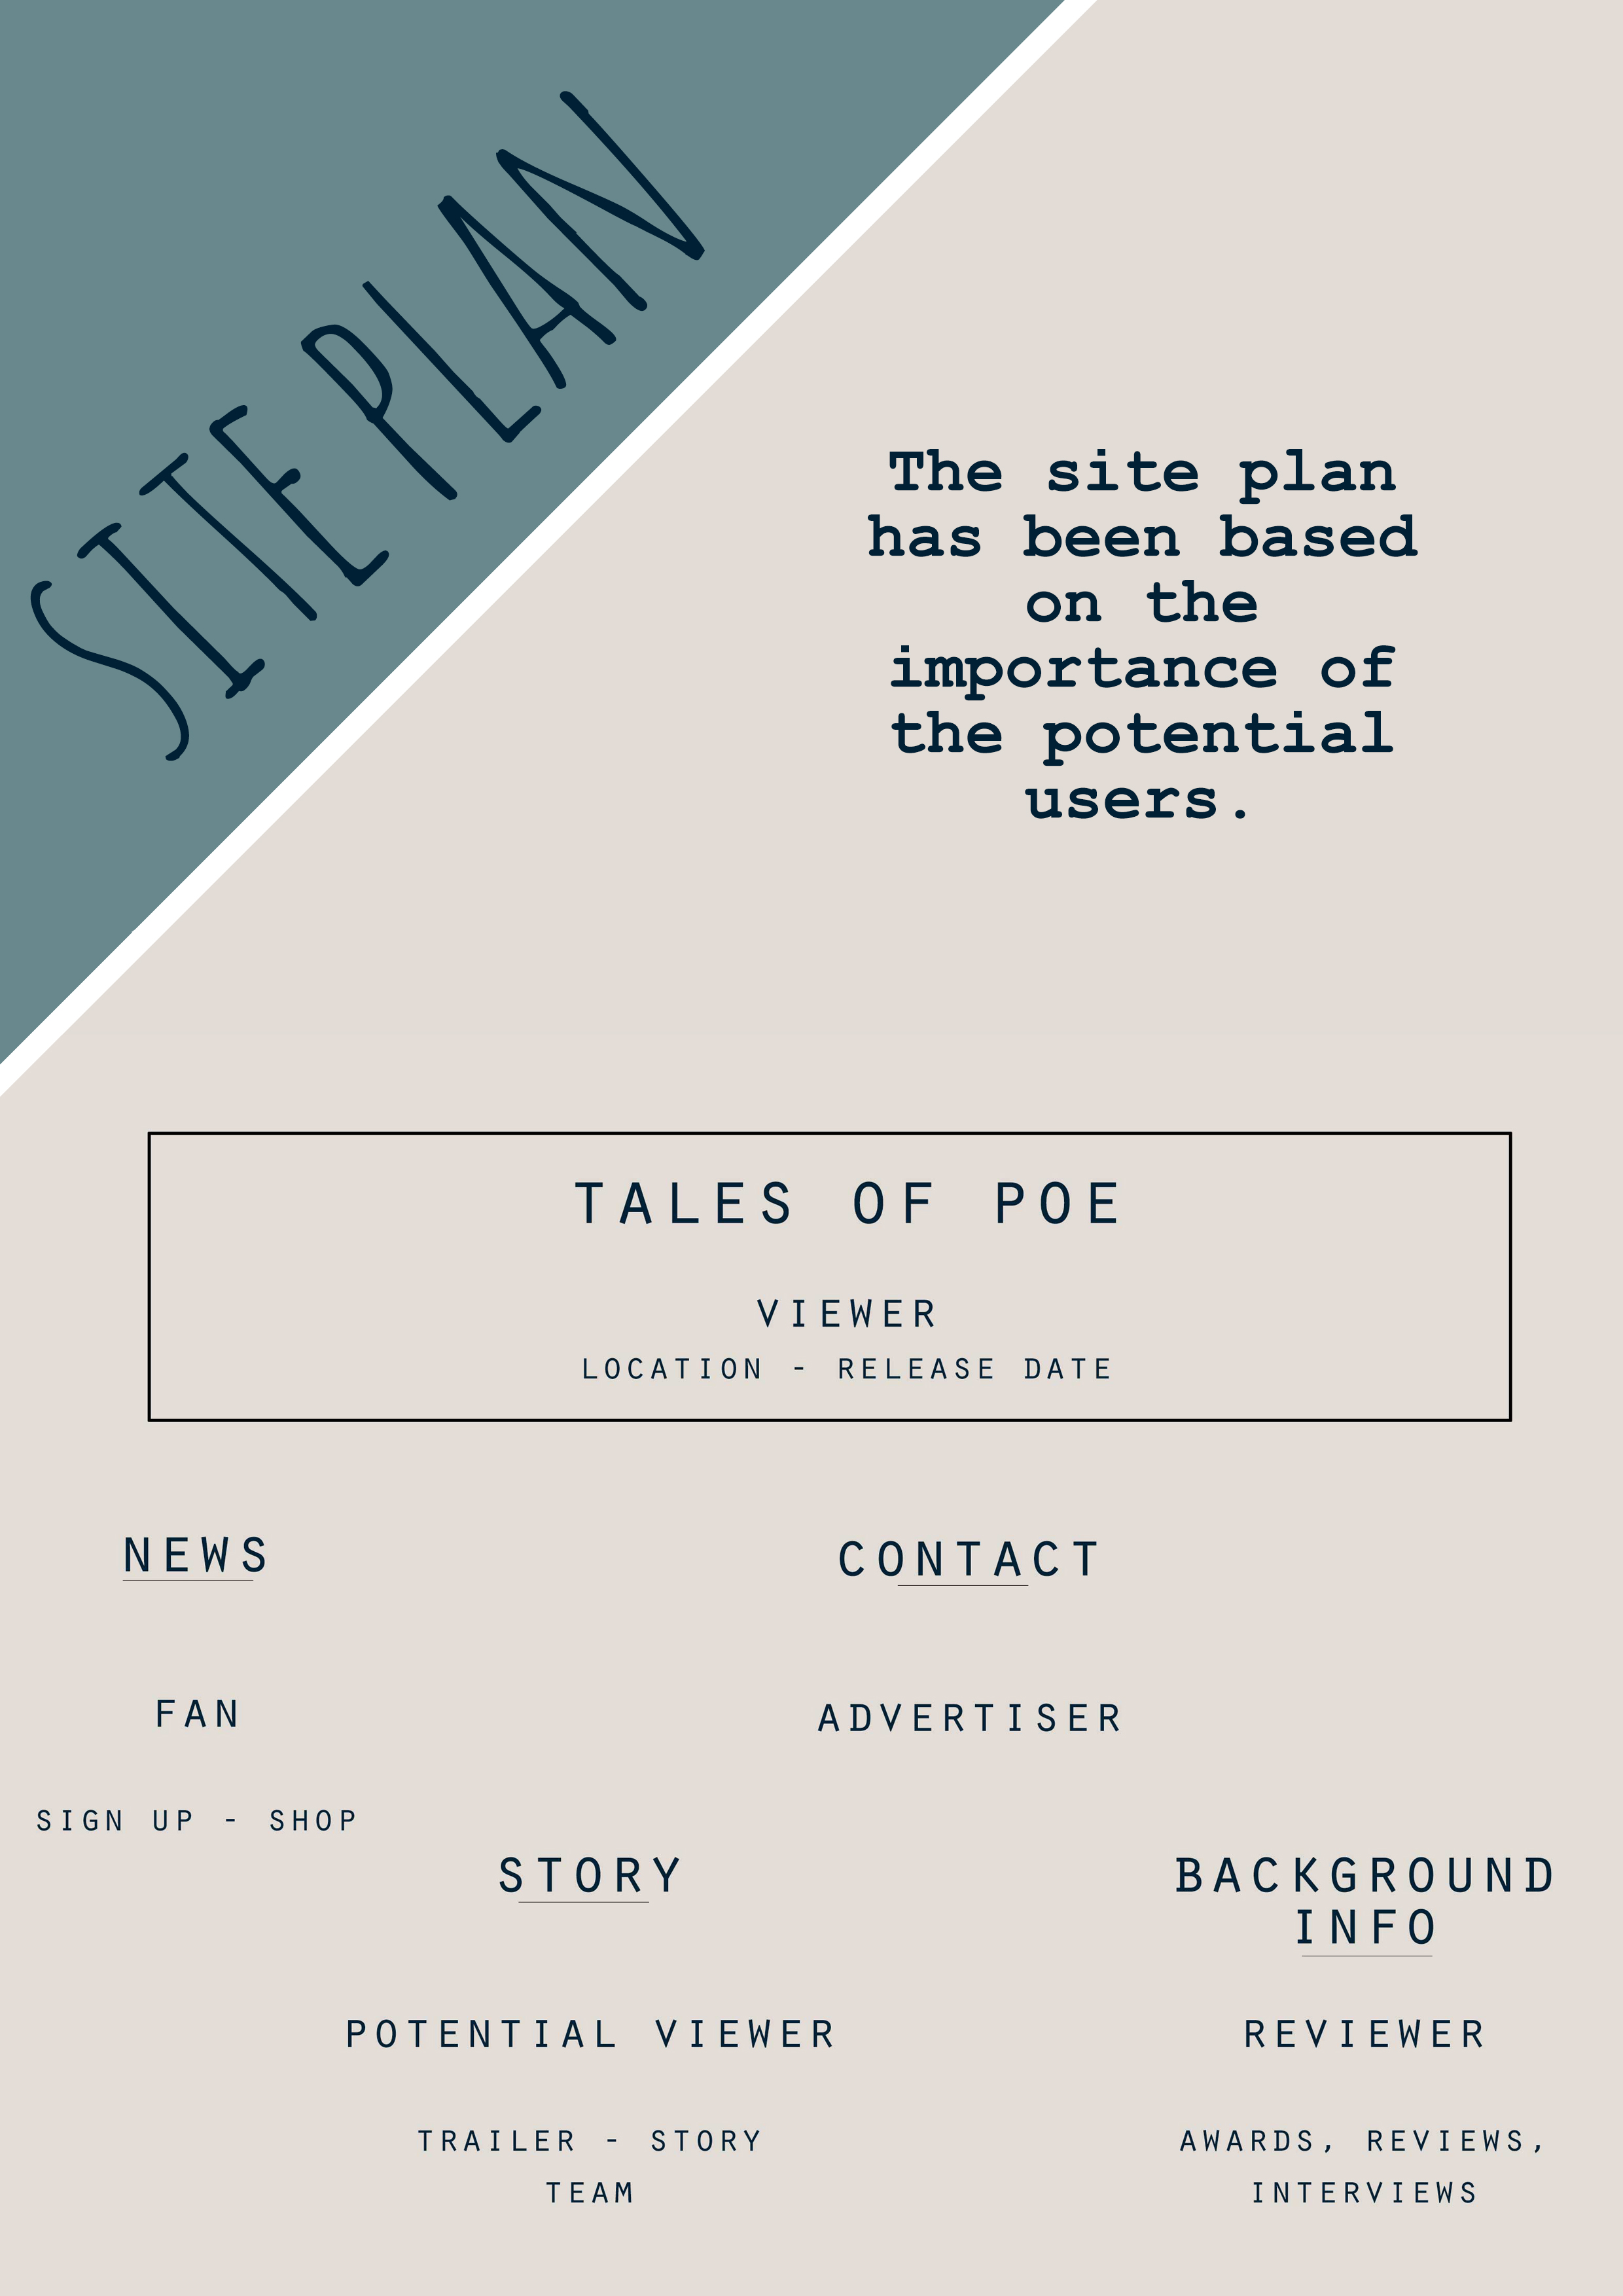 SITE PLAN
The site plan
has been based
on the
importance of
the potential
users.
TALES OF POE
VIEWER
LOCATION - RELEASE DATE
NEWS
FAN
SIGN UP - SHOP
CONTACT
ADVERTISER
STORY
POTENTIAL VIEWER
TRAILER - STORY
TEAM
BACKGROUND
INFO
REVIEWER
AWARDS, REVIEWS,
INTERVIEWS